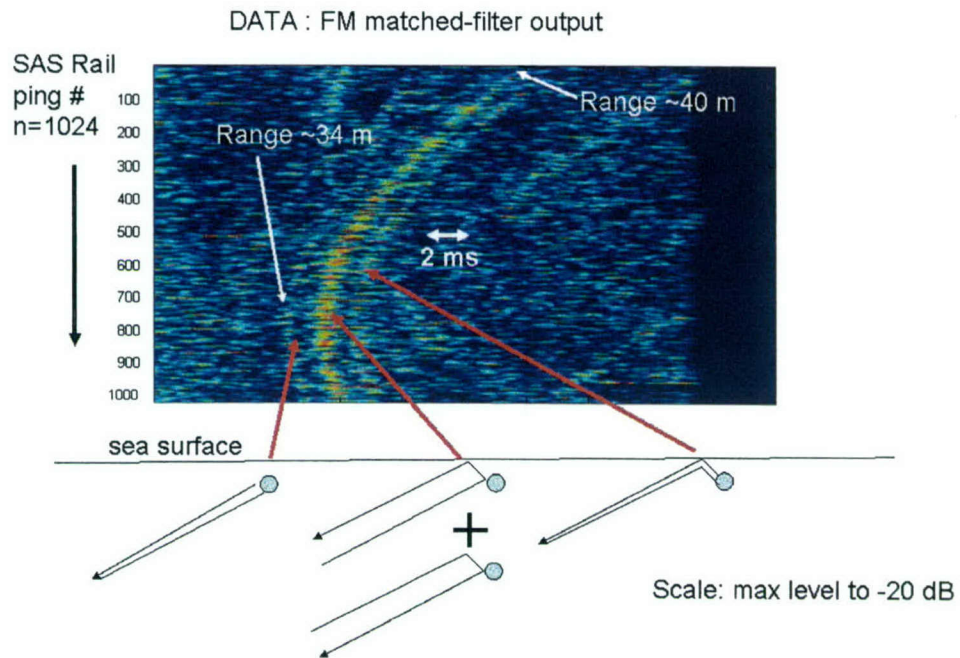 DATA : FM matched-filter output
SAS Rail
ping #
n=1024
Range ~40 m
Range ~34 m
2 ms
100
200
300
400
500
600
700
800
900
1000
sea surface
+
Scale: max level to -20 dB